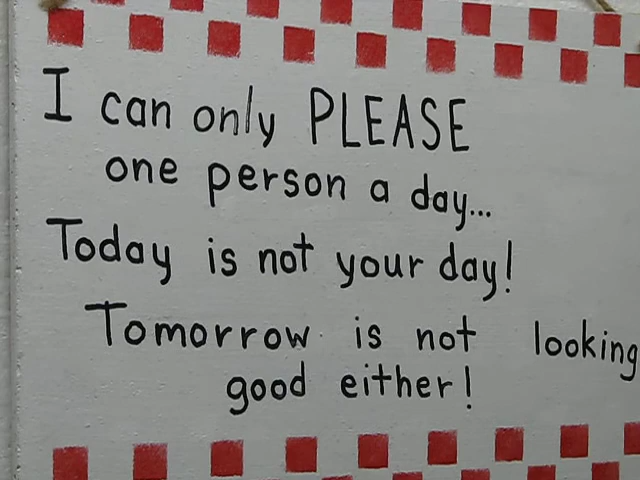 I can only PLEASE
one person a day...
Today is not your day!
Tomorrow is not looking
good either!